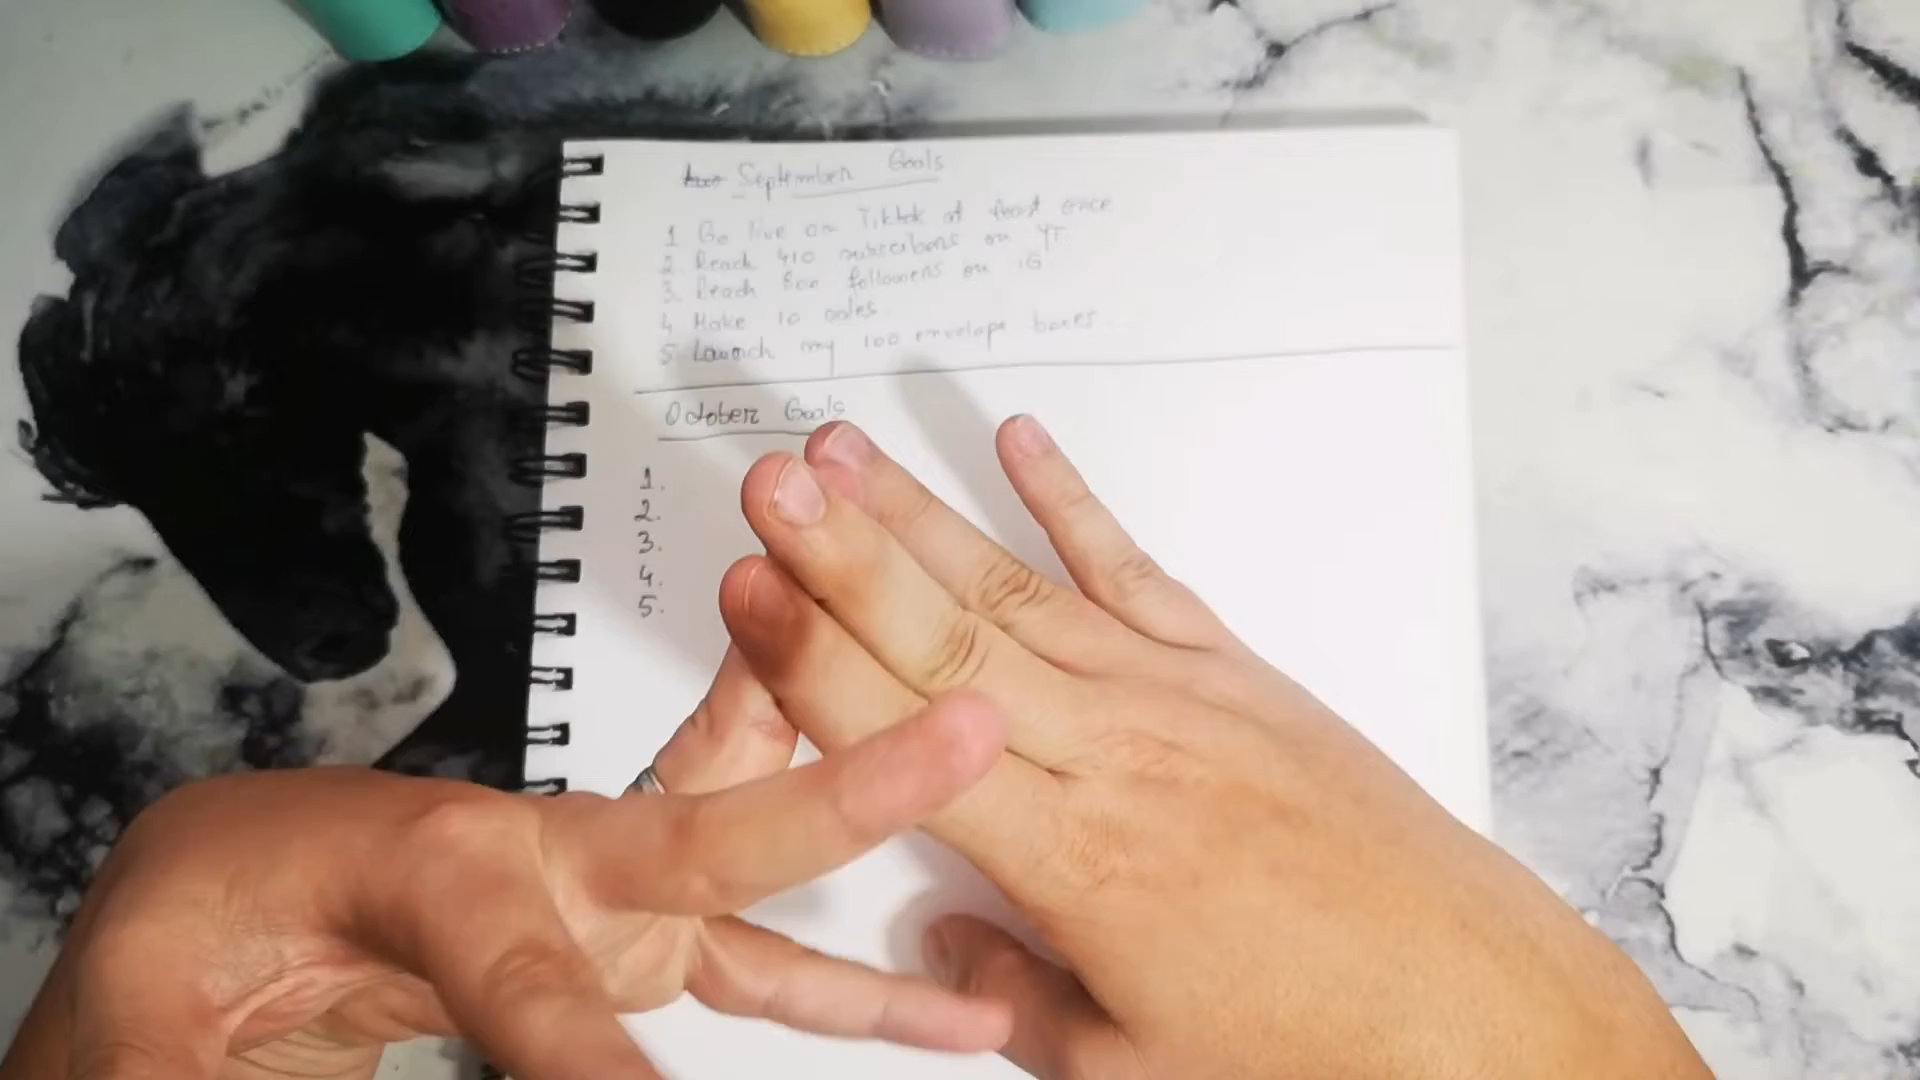 September Goals
1 Go live on Tiktok at least once
2. Reach 410 subscribers on YT.
3. Reach 800 followers on IG.
4 Make 10 sales
5 Launch my 100 envelope boxes.
October Goals
1.
2.
3.
4.
5.